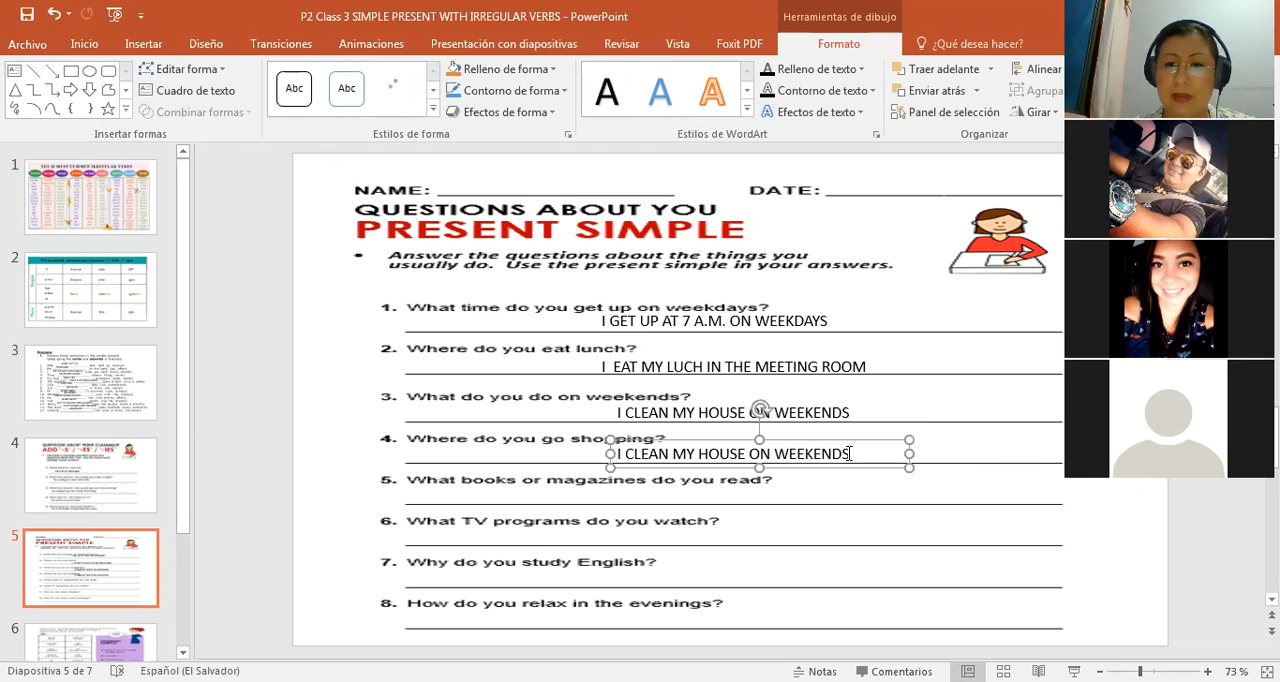 P2 Class 3 SIMPLE PRESENT WITH IRREGULAR VERBS - PowerPoint
Herramientas de dibujo
Archivo Inicio Insertar Diseño Transiciones Animaciones Presentación con diapositivas Revisar Vista Foxit PDF Formato ¿Qué desea hacer?
Editar forma
Cuadro de texto
Combinar formas
Insertar formas
Abc Abc
Relleno de forma
Contorno de forma
Efectos de forma
Estilos de forma
A A A
Relleno de texto
Contorno de texto
Efectos de texto
Estilos de WordArt
Traer adelante
Enviar atrás
Panel de selección
Alinear
Agrupa
Girar
Organizar
1
2
3
4
5
6
NAME: DATE:
QUESTIONS ABOUT YOU
PRESENT SIMPLE
• Answer the questions about the things you
usually do. Use the present simple in your answers.
1. What time do you get up on weekdays?
I GET UP AT 7 A.M. ON WEEKDAYS
2. Where do you eat lunch?
I EAT MY LUCH IN THE MEETING ROOM
3. What do you do on weekends?
I CLEAN MY HOUSE ON WEEKENDS
4. Where do you go shopping?
I CLEAN MY HOUSE ON WEEKENDS
5. What books or magazines do you read?
6. What TV programs do you watch?
7. Why do you study English?
8. How do you relax in the evenings?
Diapositiva 5 de 7 Español (El Salvador) Notas Comentarios 73 %